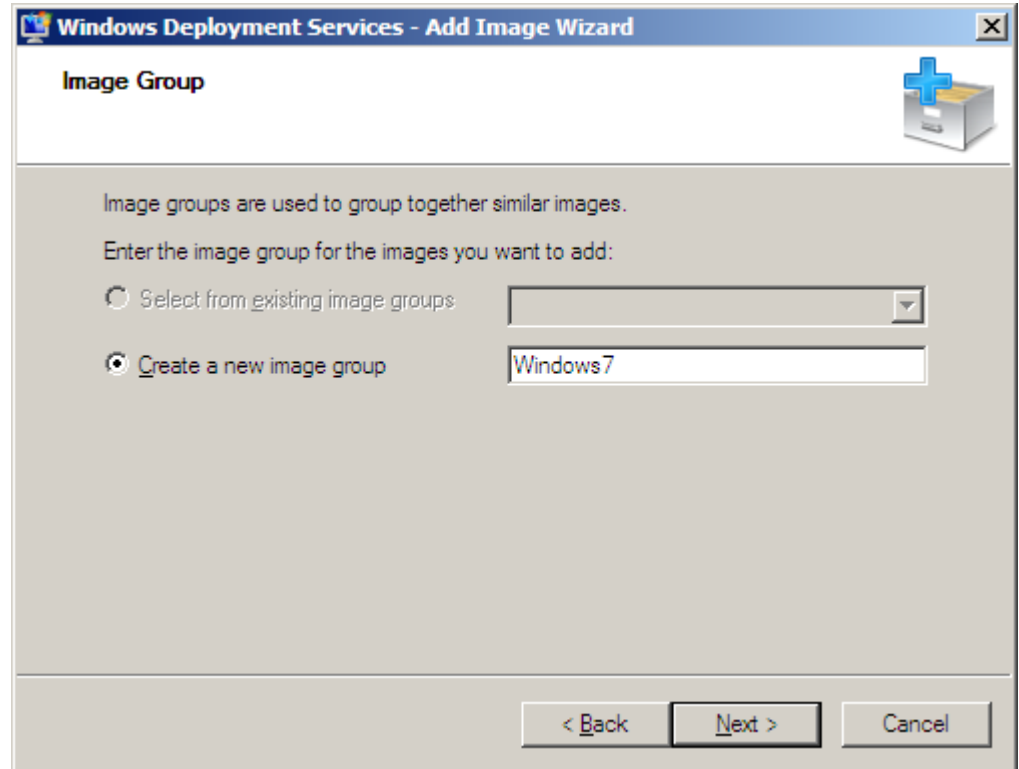 Windows Deployment Services - Add Image Wizard
Image Group
Image groups are used to group together similar images.
Enter the image group for the images you want to add:
Select from existing image groups
Create a new image group Windows7
< Back Next > Cancel